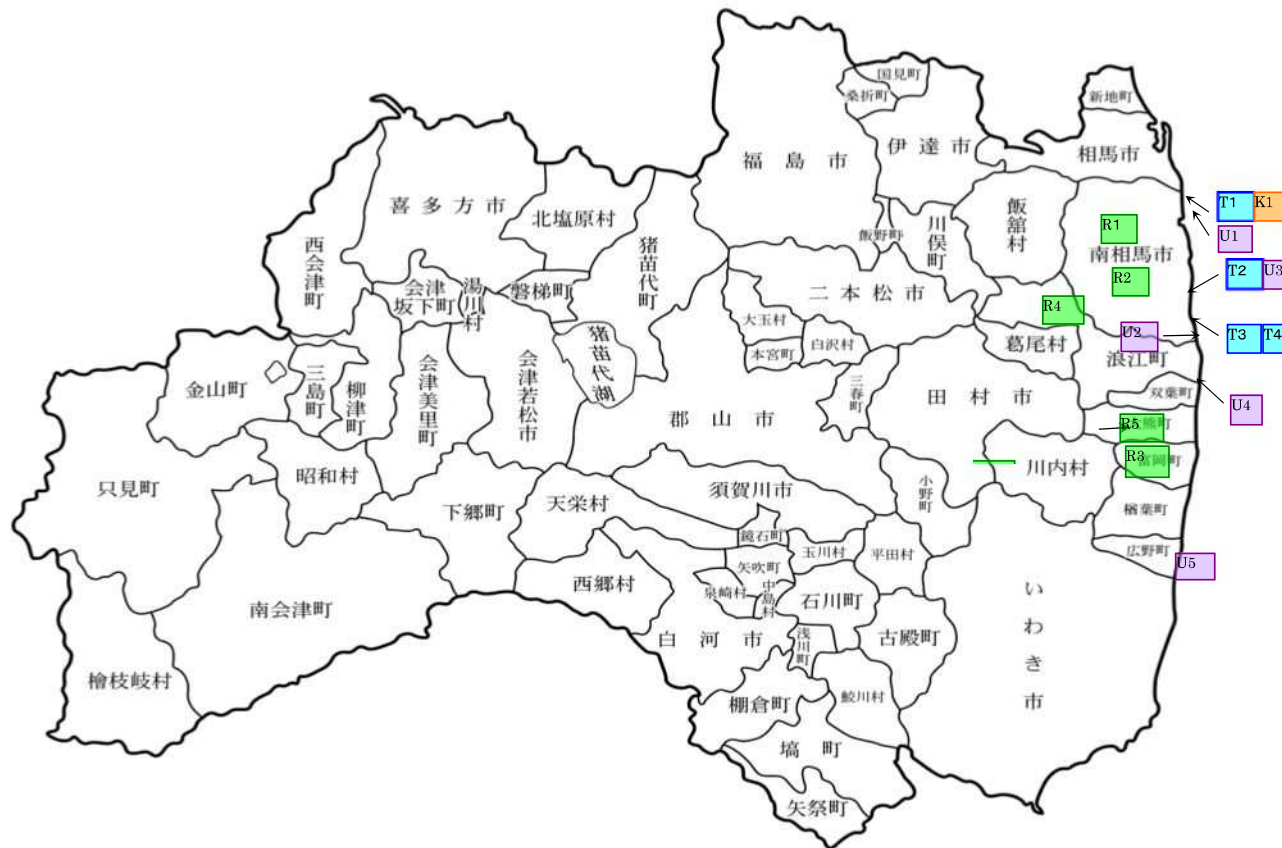 国見町
桑折町
新地町
伊達市
相馬市
福島市
喜多方市
北塩原村
飯舘村
T1 K1
R1
U1
川俣町
飯野町
西会津町
猪苗代町
南相馬市
R2
T2 U3
会津坂下町
湯川村
磐梯町
二本松市
R4
大玉村
白沢村
本宮町
猪苗代湖
葛尾村
U2
T3 T4
浪江町
金山町
三島町
柳津町
会津美里町
会津若松市
三春町
田村市
双葉町
U4
郡山市
R5
熊町
R3
富岡町
川内村
只見町
昭和村
下郷町
天栄村
須賀川市
小野町
楢葉町
鏡石町
玉川村
平田村
広野町
U5
矢吹町
西郷村
泉崎村
中島村
石川町
南会津町
いわき市
白河市
浅川町
古殿町
檜枝岐村
棚倉町
鮫川村
塙町
矢祭町